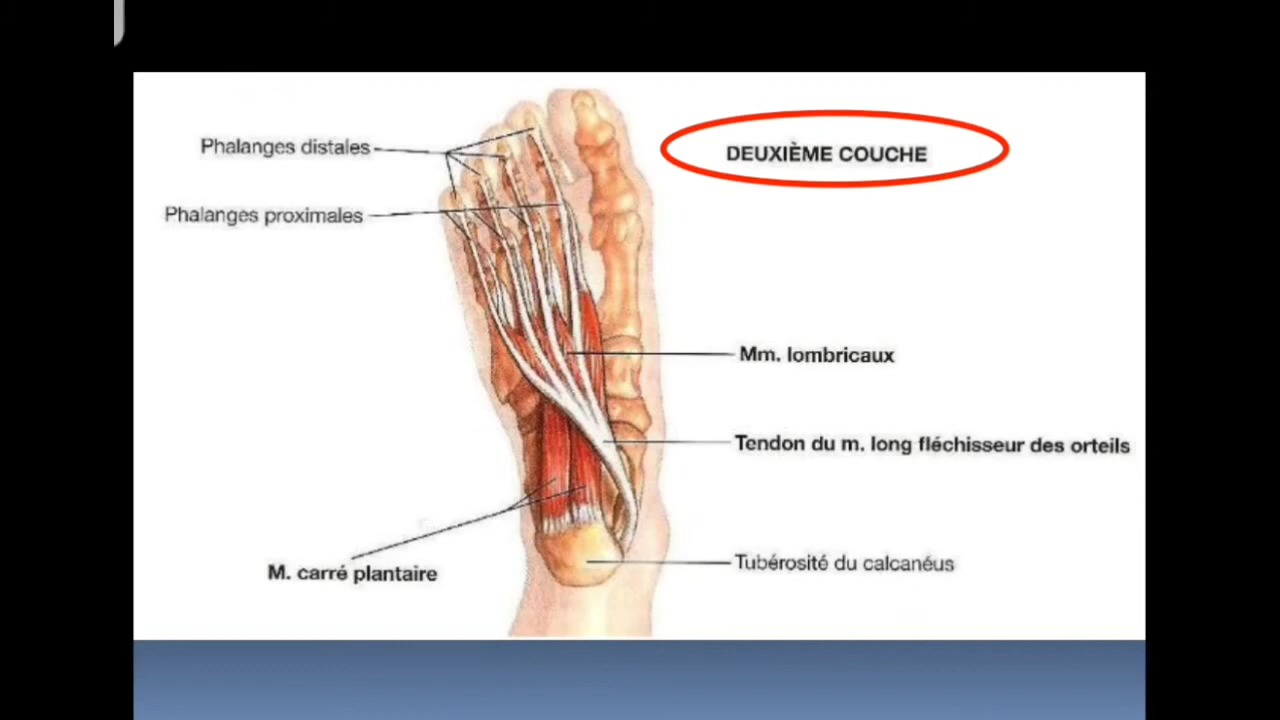 DEUXIÈME COUCHE
Phalanges distales
Phalanges proximales
Mm. lombricaux
Tendon du m. long fléchisseur des orteils
M. carré plantaire
Tubérosité du calcanéus